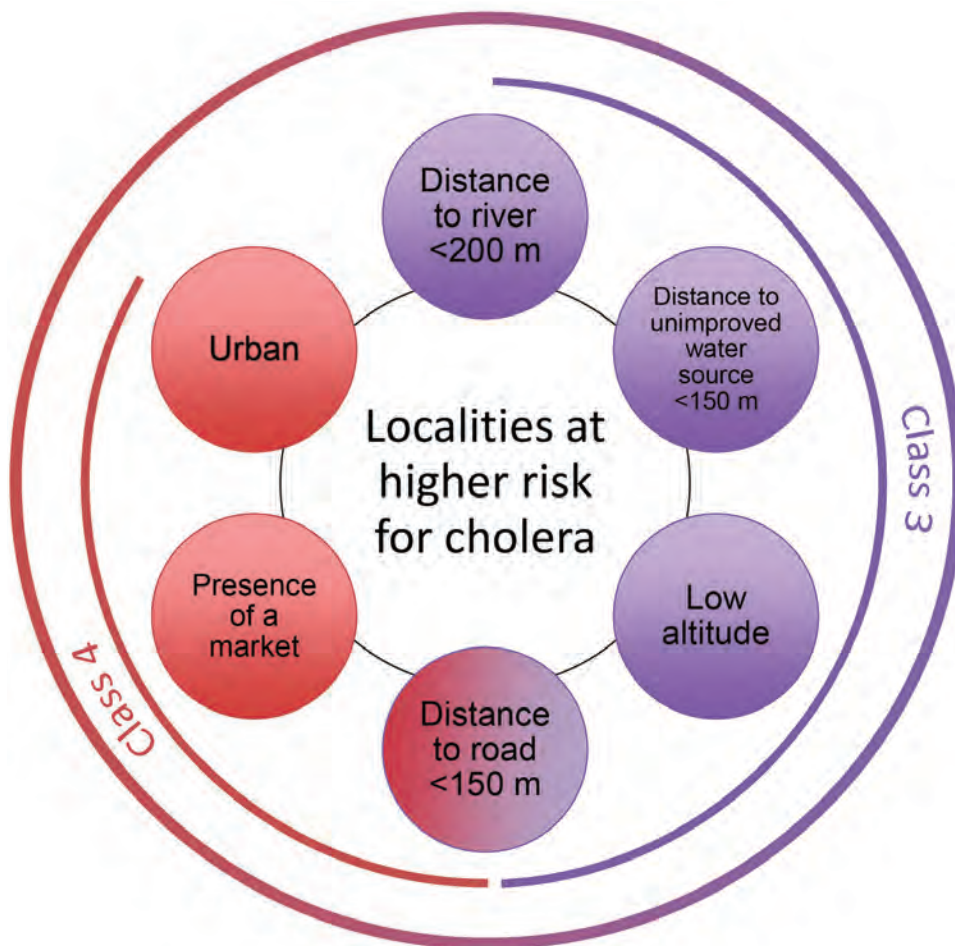 Distance
to river
<200 m
Distance to
unimproved
water
source
<150 m
Urban
Localities at
higher risk
for cholera
Class 3
Presence
of a
market
Low
altitude
Class 4
Distance
to road
<150 m